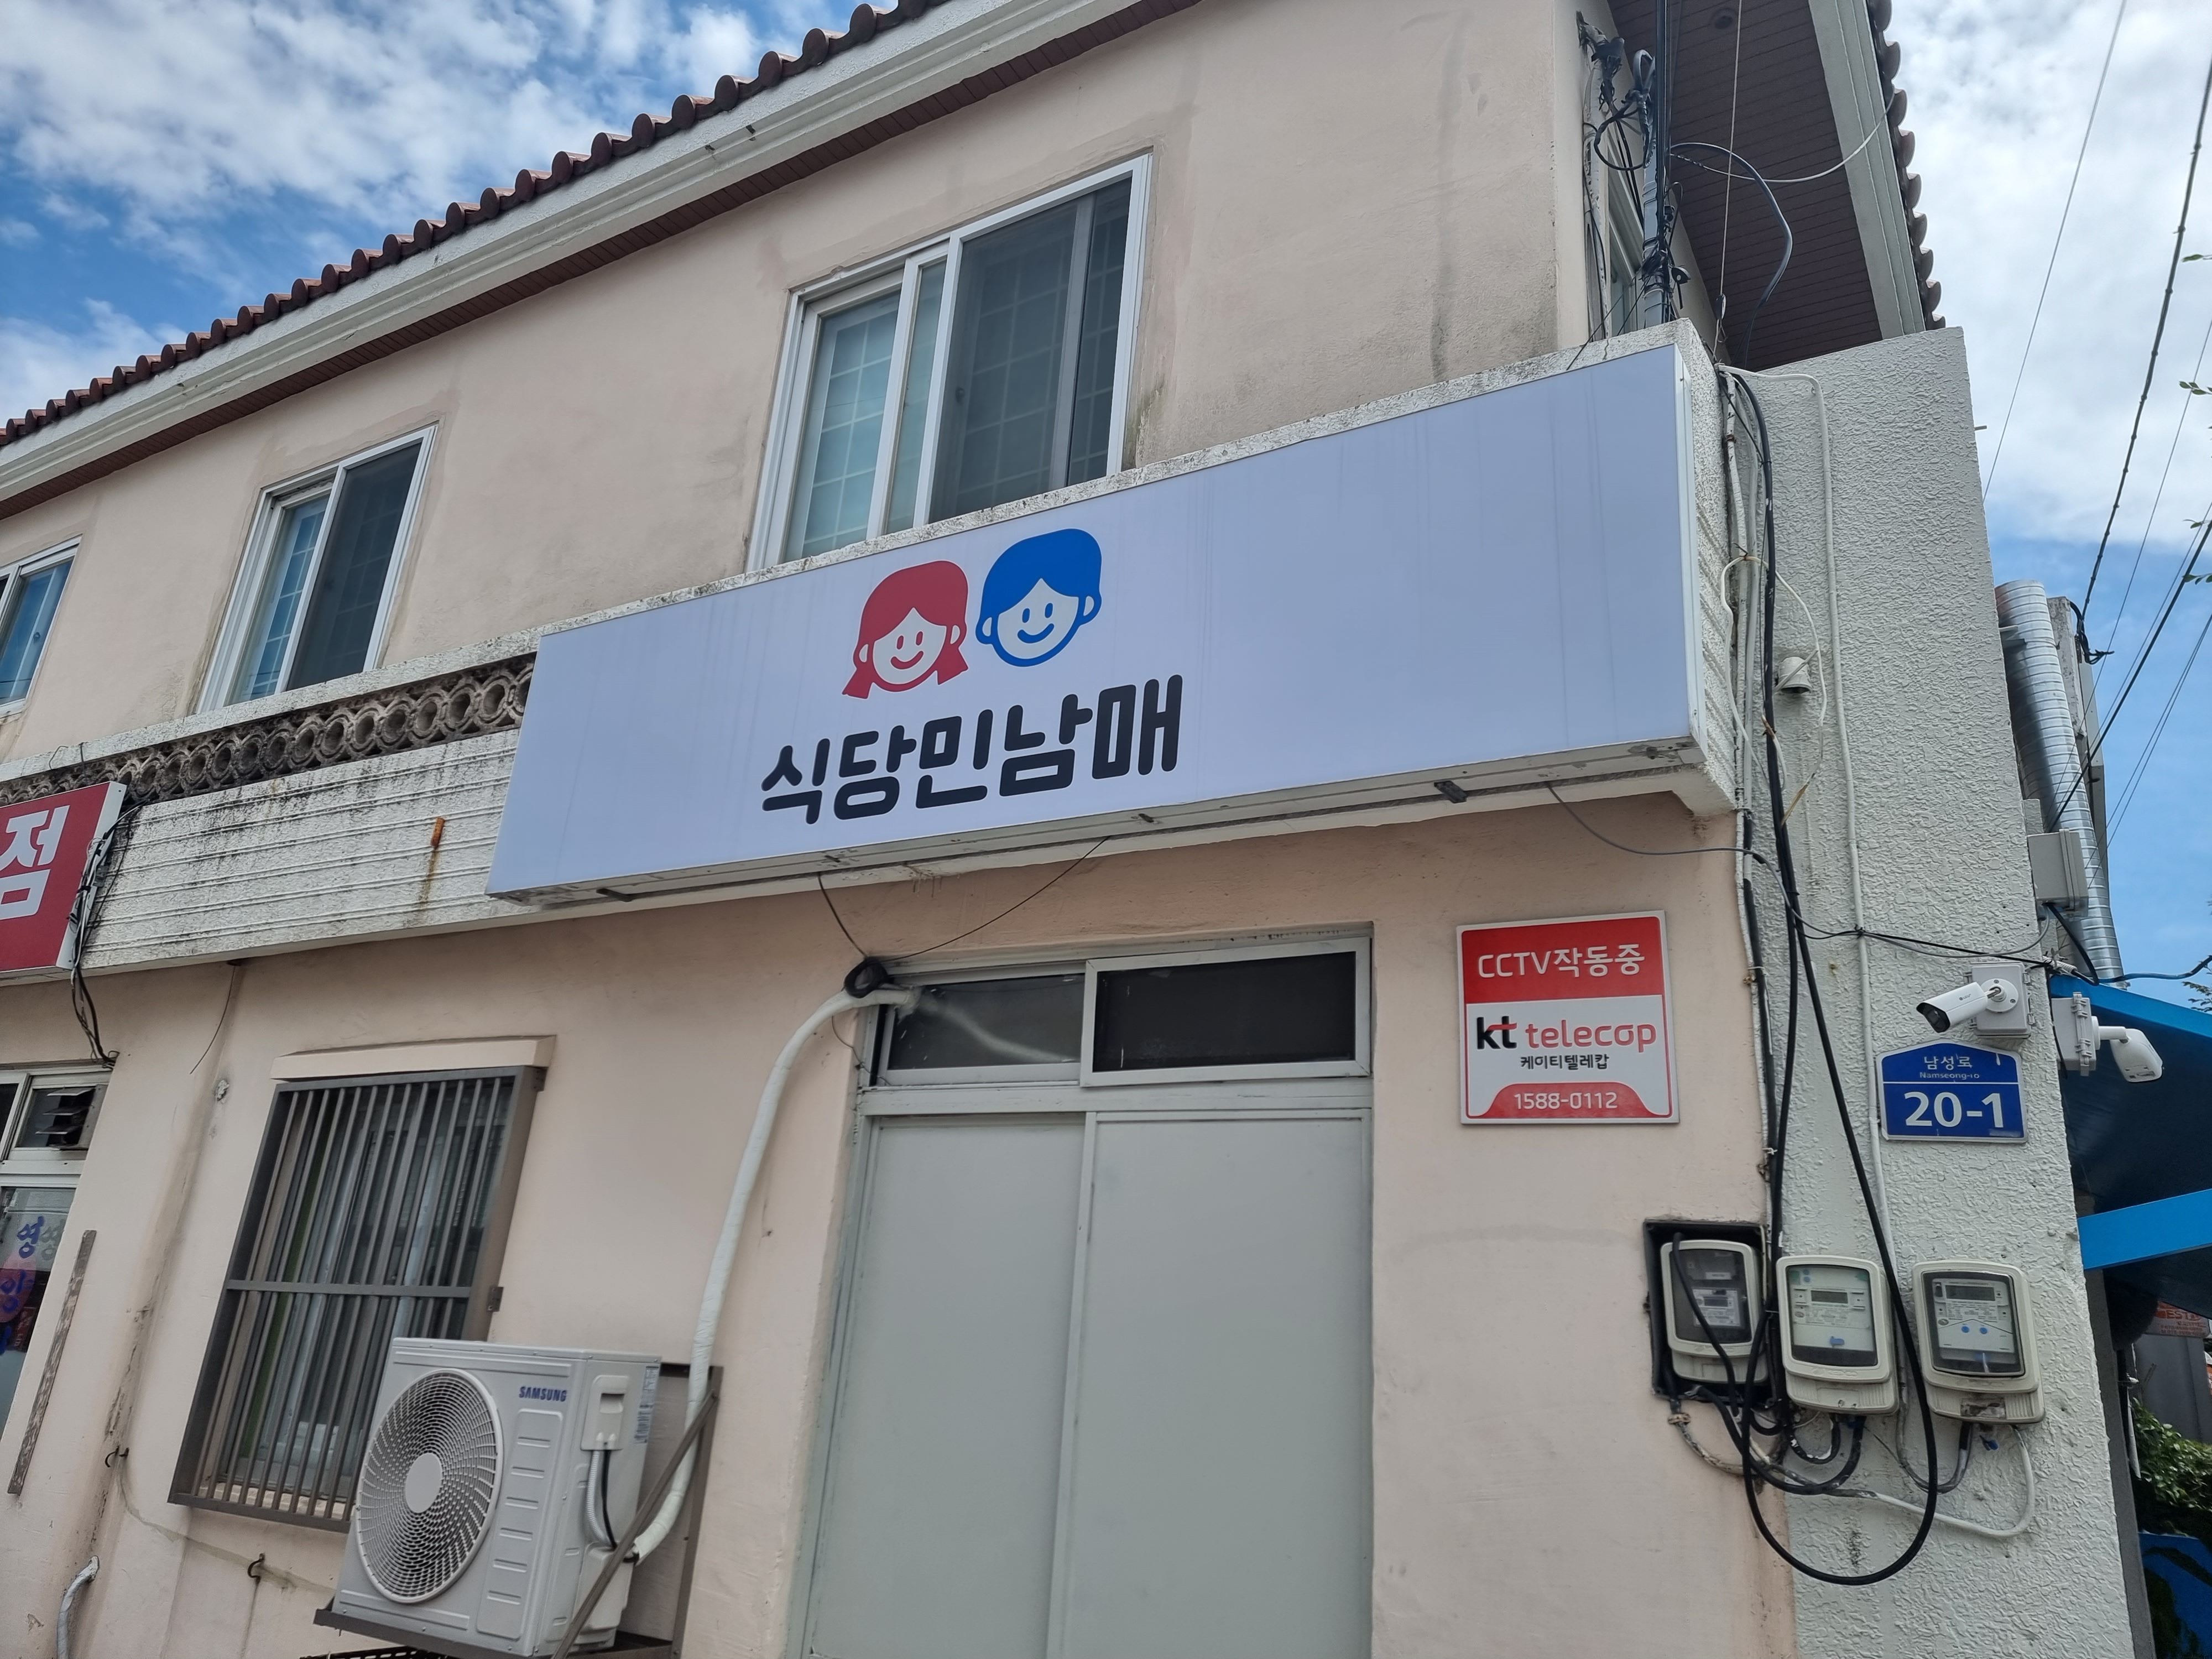 식당민남매
점
CCTV작동중
kt telecop
케이티텔레캅
1588-0112
남성로
Namseong-ro
20-1
SAMSUNG